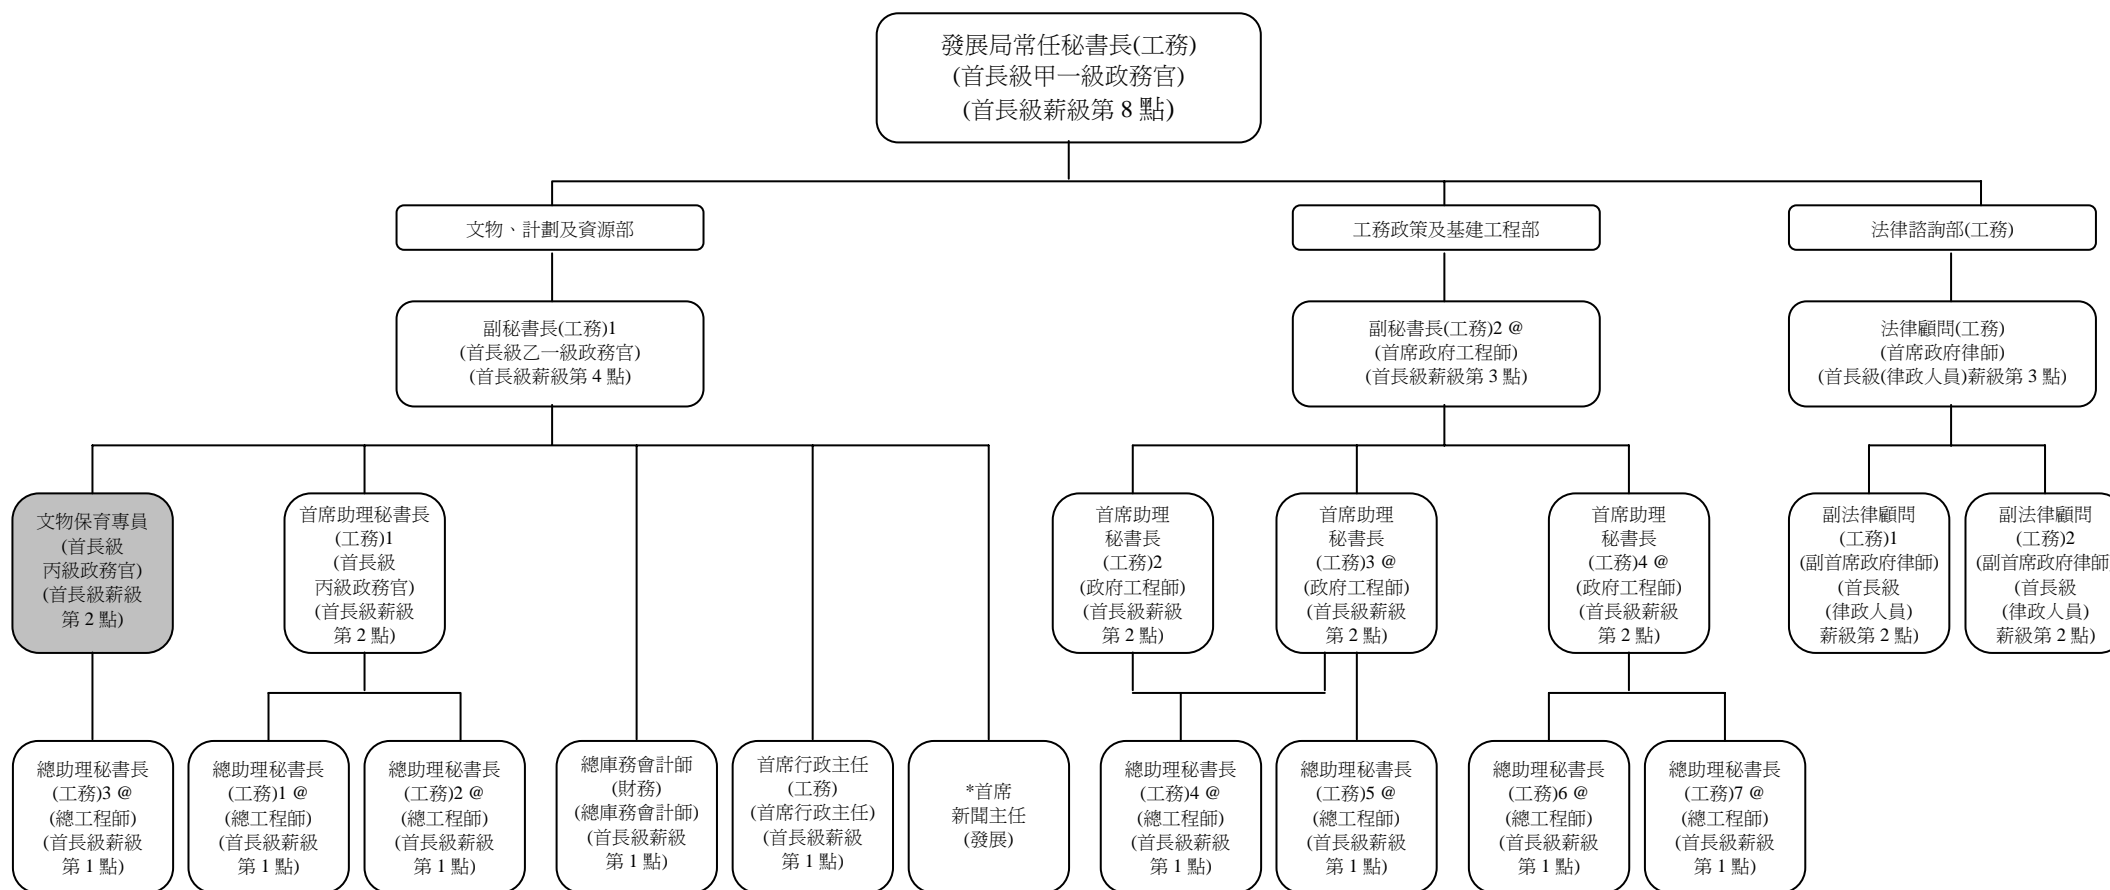 發展局常任秘書長(工務)
(首長級甲一級政務官)
(首長級薪級第 8 點)
文物、計劃及資源部
工務政策及基建工程部
法律諮詢部(工務)
副秘書長(工務)1
(首長級乙一級政務官)
(首長級薪級第 4 點)
副秘書長(工務)2 @
(首席政府工程師)
(首長級薪級第 3 點)
法律顧問(工務)
(首席政府律師)
(首長級(律政人員)薪級第 3 點)
文物保育專員
(首長級
丙級政務官)
(首長級薪級
第 2 點)
首席助理秘書長
(工務)1
(首長級
丙級政務官)
(首長級薪級
第 2 點)
首席助理
秘書長
(工務)2
(政府工程師)
(首長級薪級
第 2 點)
首席助理
秘書長
(工務)3 @
(政府工程師)
(首長級薪級
第 2 點)
首席助理
秘書長
(工務)4 @
(政府工程師)
(首長級薪級
第 2 點)
副法律顧問
(工務)1
(副首席政府律師)
(首長級
(律政人員)
薪級第 2 點)
副法律顧問
(工務)2
(副首席政府律師)
(首長級
(律政人員)
薪級第 2 點)
總助理秘書長
(工務)3 @
(總工程師)
(首長級薪級
第 1 點)
總助理秘書長
(工務)1 @
(總工程師)
(首長級薪級
第 1 點)
總助理秘書長
(工務)2 @
(總工程師)
(首長級薪級
第 1 點)
總庫務會計師
(財務)
(總庫務會計師)
(首長級薪級
第 1 點)
首席行政主任
(工務)
(首席行政主任)
(首長級薪級
第 1 點)
*首席
新聞主任
(發展)
總助理秘書長
(工務)4 @
(總工程師)
(首長級薪級
第 1 點)
總助理秘書長
(工務)5 @
(總工程師)
(首長級薪級
第 1 點)
總助理秘書長
(工務)6 @
(總工程師)
(首長級薪級
第 1 點)
總助理秘書長
(工務)7 @
(總工程師)
(首長級薪級
第 1 點)